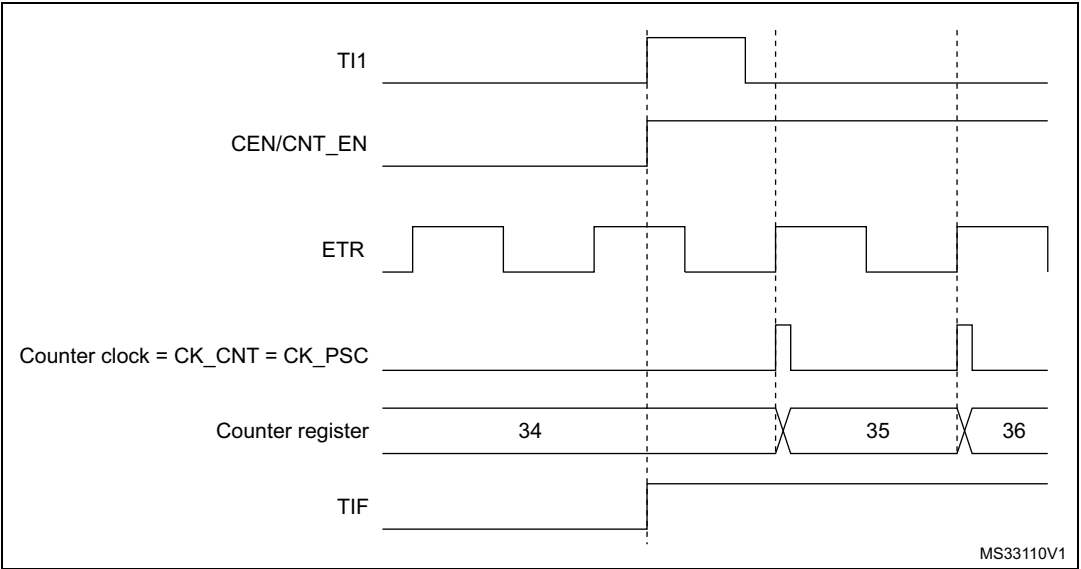 TI1
CEN/CNT_EN
ETR
Counter clock = CK_CNT = CK_PSC
Counter register 34 35 36
TIF
MS33110V1